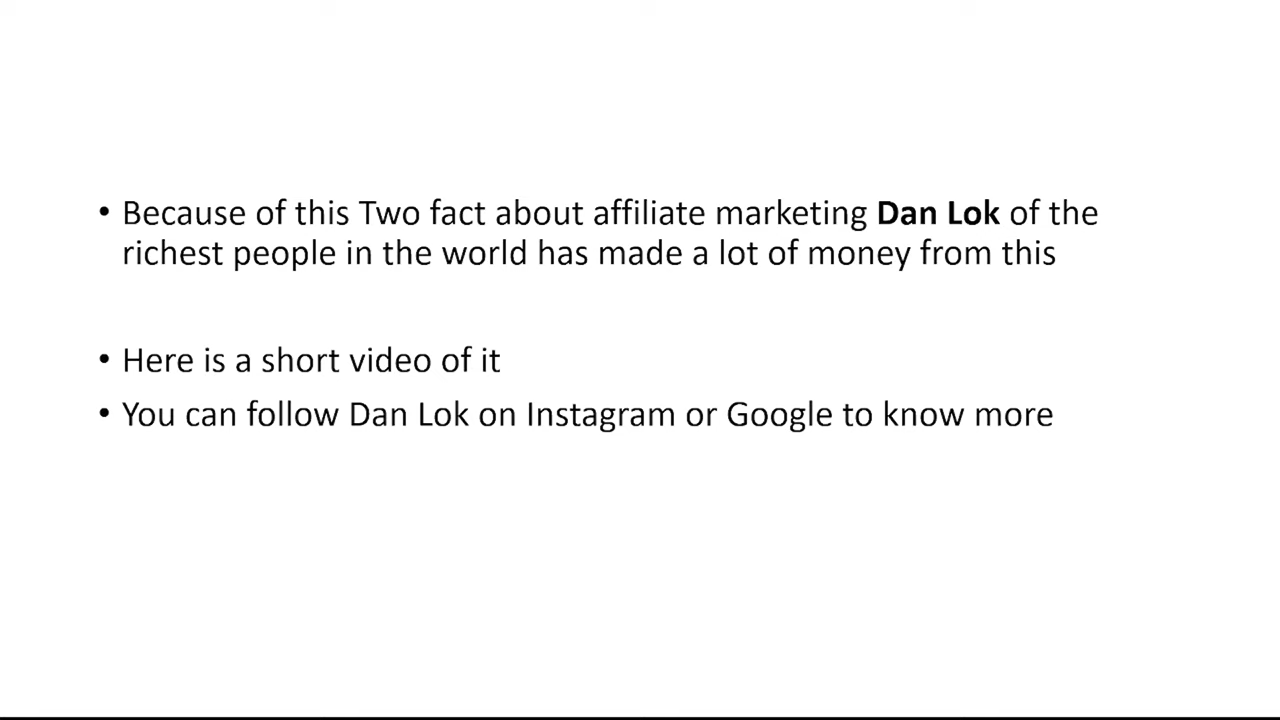 • Because of this Two fact about affiliate marketing Dan Lok of the
richest people in the world has made a lot of money from this
• Here is a short video of it
• You can follow Dan Lok on Instagram or Google to know more